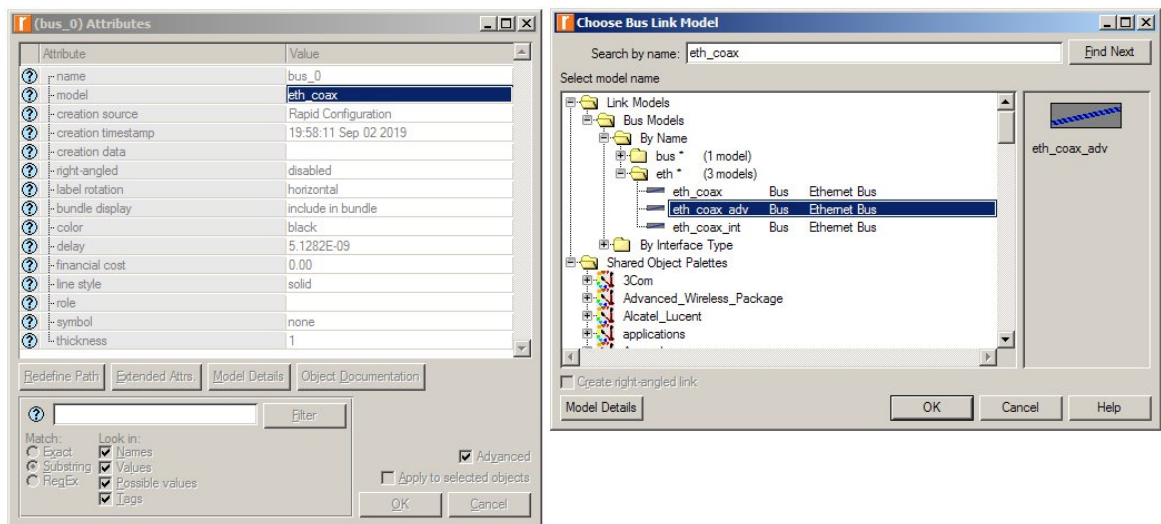 (bus_0) Attributes
Attribute Value
name bus_0
model eth_coax
creation source Rapid Configuration
creation timestamp 19:58:11 Sep 02 2019
creation data
right-angled disabled
label rotation horizontal
bundle display include in bundle
color black
delay 5.1282E-09
financial cost 0.00
line style solid
role
symbol none
thickness 1
Redefine Path Extended Attrs. Model Details Object Documentation
Filter
Match: Look in:
Exact Names
Substring Values
RegEx Possible values
Tags
Advanced
Apply to selected objects
OK Cancel
Choose Bus Link Model
Search by name: eth_coax Find Next
Select model name
Link Models
Bus Models
By Name
bus * (1 model)
eth * (3 models)
eth_coax Bus Ethernet Bus
eth_coax_adv Bus Ethernet Bus
eth_coax_int Bus Ethernet Bus
By Interface Type
Shared Object Palettes
3Com
Advanced_Wireless_Package
Alcatel_Lucent
applications
eth_coax_adv
Create right-angled link
Model Details OK Cancel Help